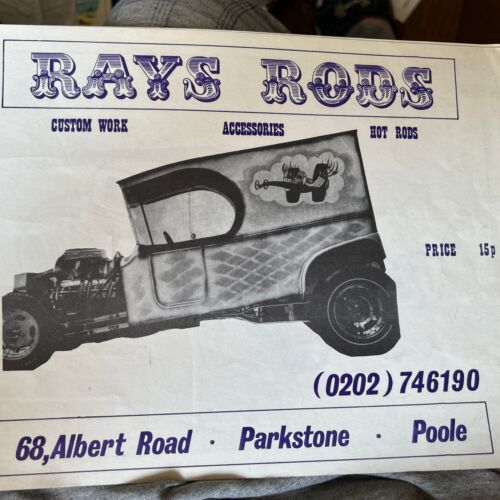 RAYS RODS
CUSTOM WORK ACCESSORIES HOT RODS
PRICE 15p
(0202) 746190
68, Albert Road · Parkstone · Poole